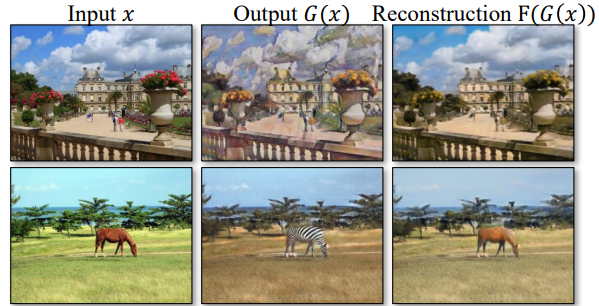 Input x Output G(x) Reconstruction F(G(x))